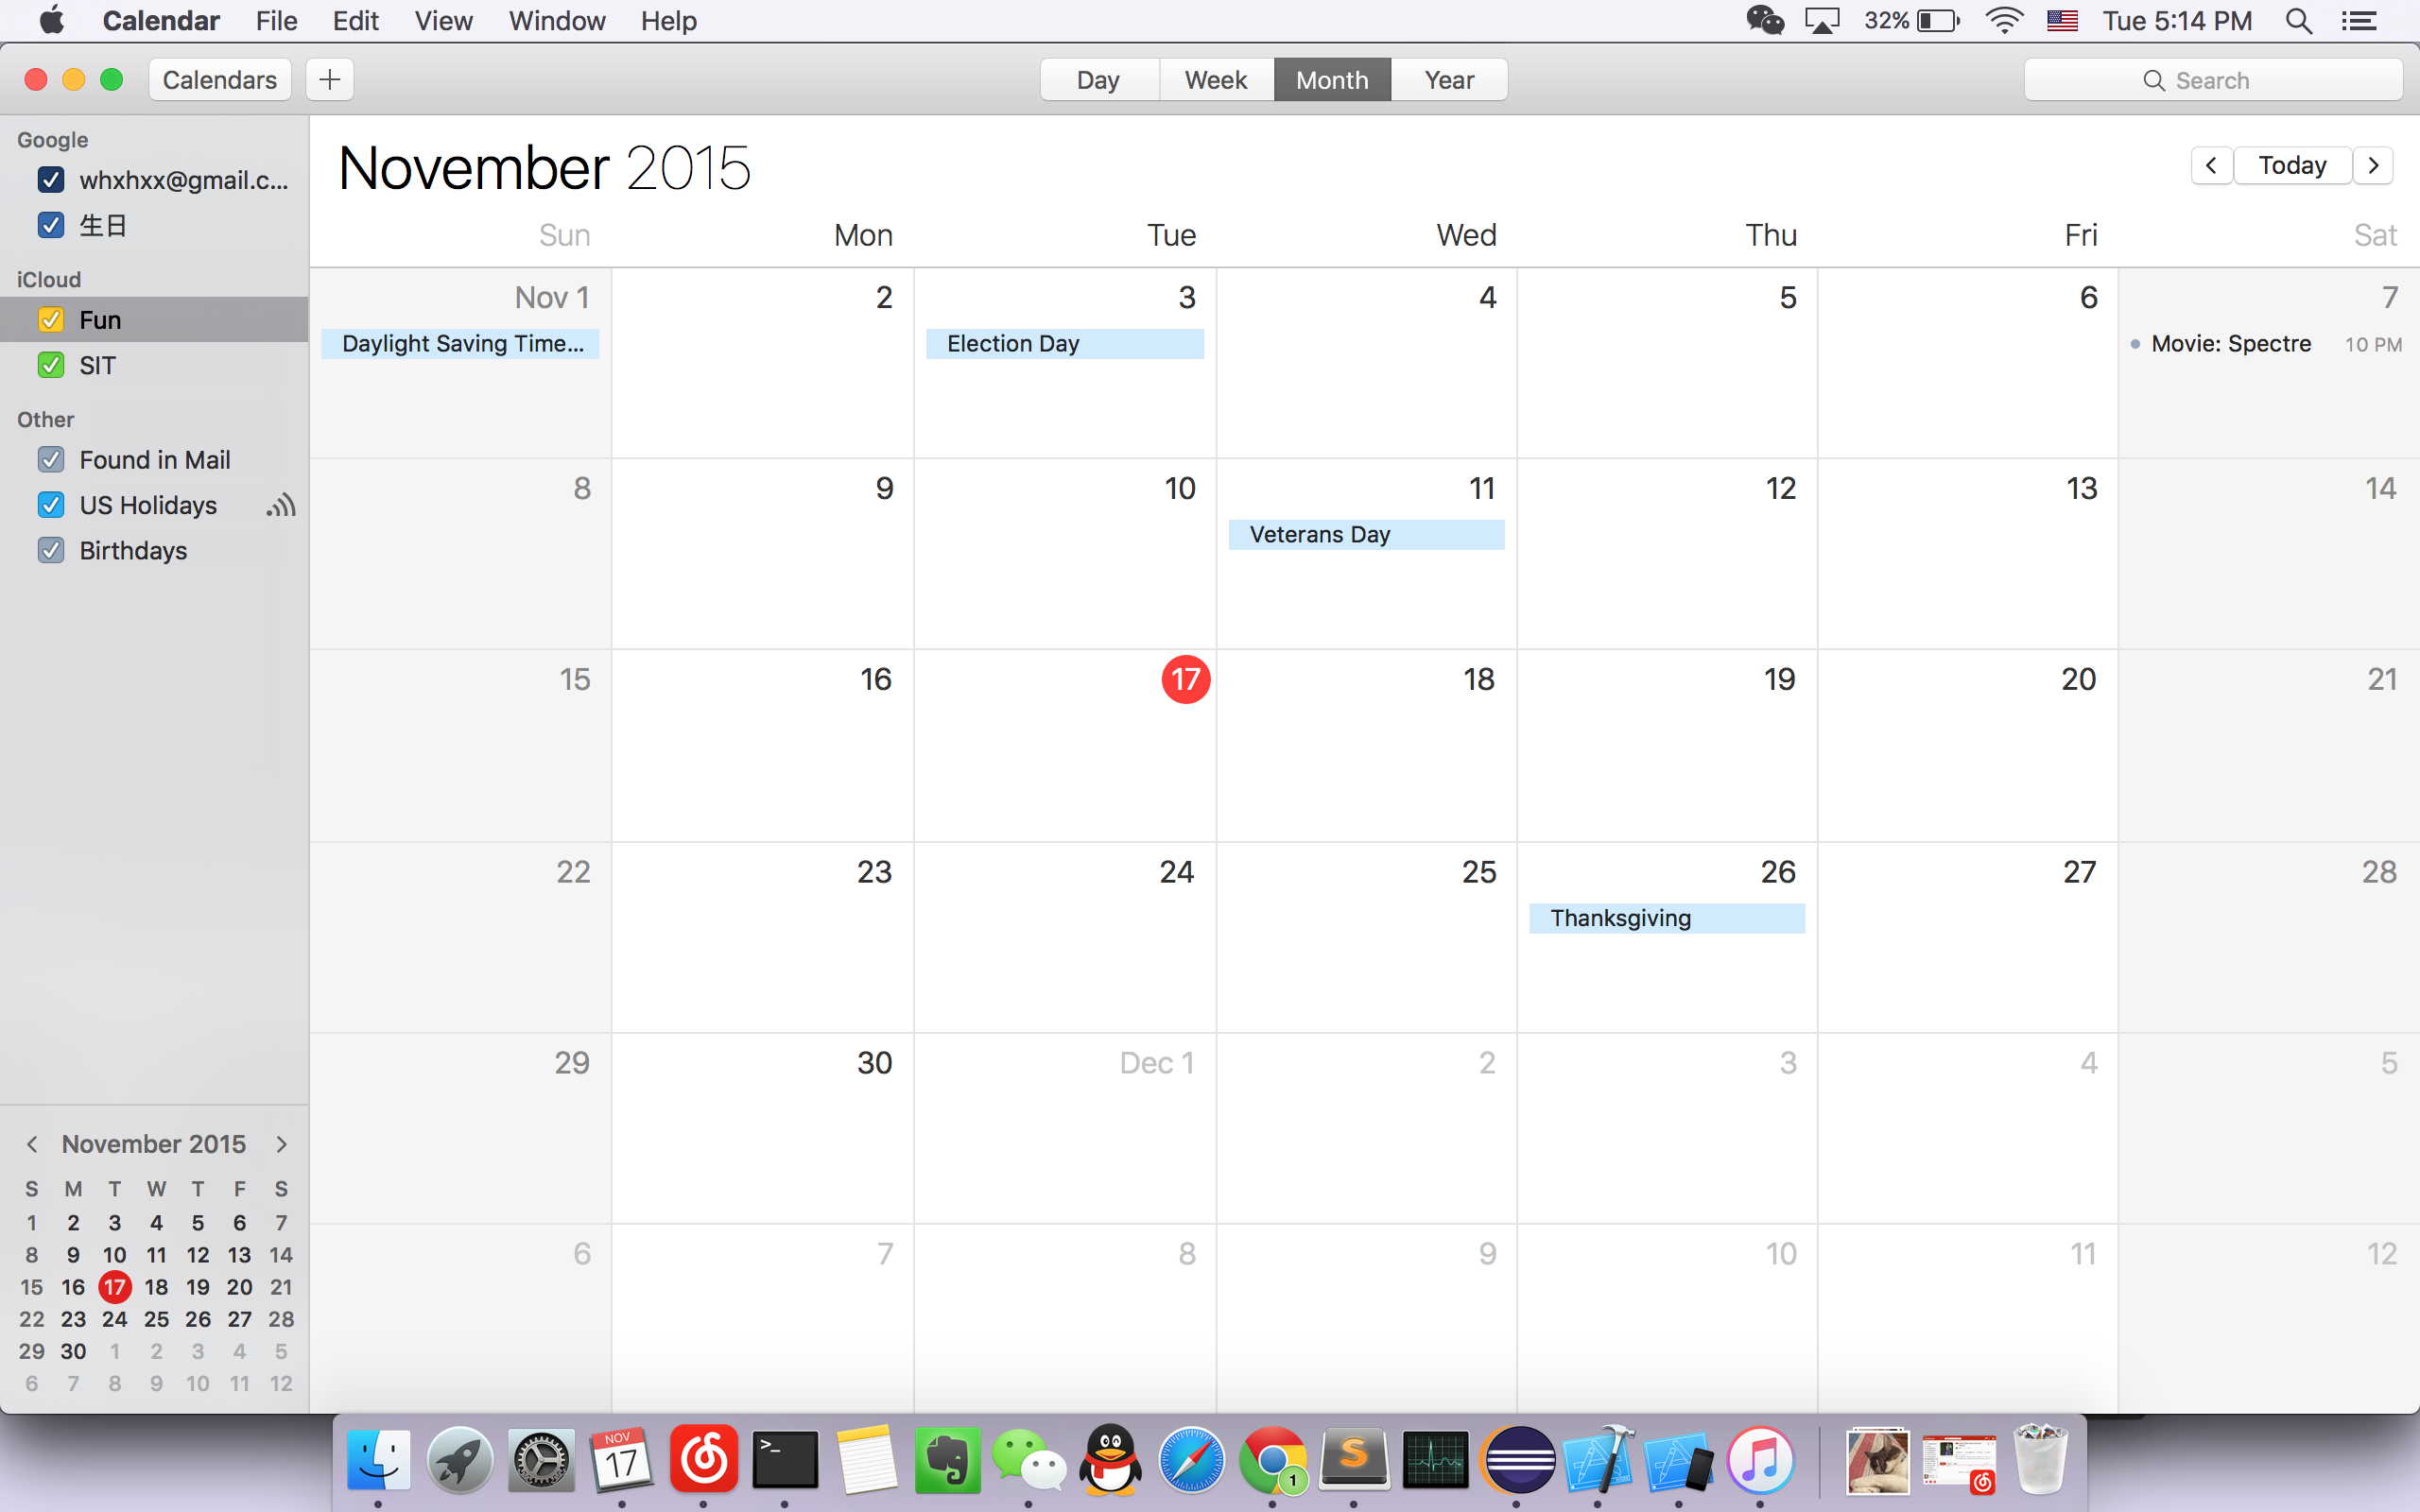 Calendar File Edit View Window Help 32% Tue 5:14 PM
Calendars + Day Week Month Year Search
Google
whxhxx@gmail.c...
生日
iCloud
Fun
SIT
Other
Found in Mail
US Holidays
Birthdays
November 2015
< Today >
Sun Mon Tue Wed Thu Fri Sat
Nov 1 2 3 4 5 6 7
Daylight Saving Time... Election Day Movie: Spectre 10 PM
8 9 10 11 12 13 14
Veterans Day
15 16 17 18 19 20 21
22 23 24 25 26 27 28
Thanksgiving
29 30 Dec 1 2 3 4 5
6 7 8 9 10 11 12
< November 2015 >
S M T W T F S
1 2 3 4 5 6 7
8 9 10 11 12 13 14
15 16 17 18 19 20 21
22 23 24 25 26 27 28
29 30 1 2 3 4 5
6 7 8 9 10 11 12
NOV
17
>_
S
1